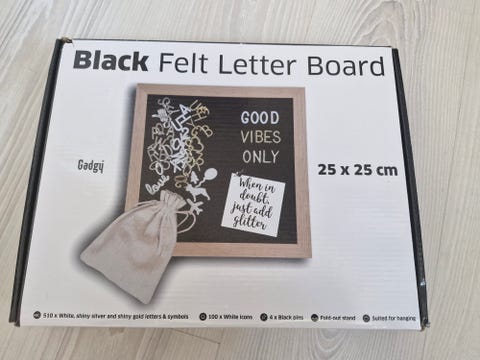 Black Felt Letter Board
Gadgy
GOOD
VIBES
ONLY
25 x 25 cm
When in
doubt,
just add
glitter
love
510 x White, shiny silver and shiny gold letters & symbols
100 x White icons
4 x Black pins
Fold-out stand
Suited for hanging